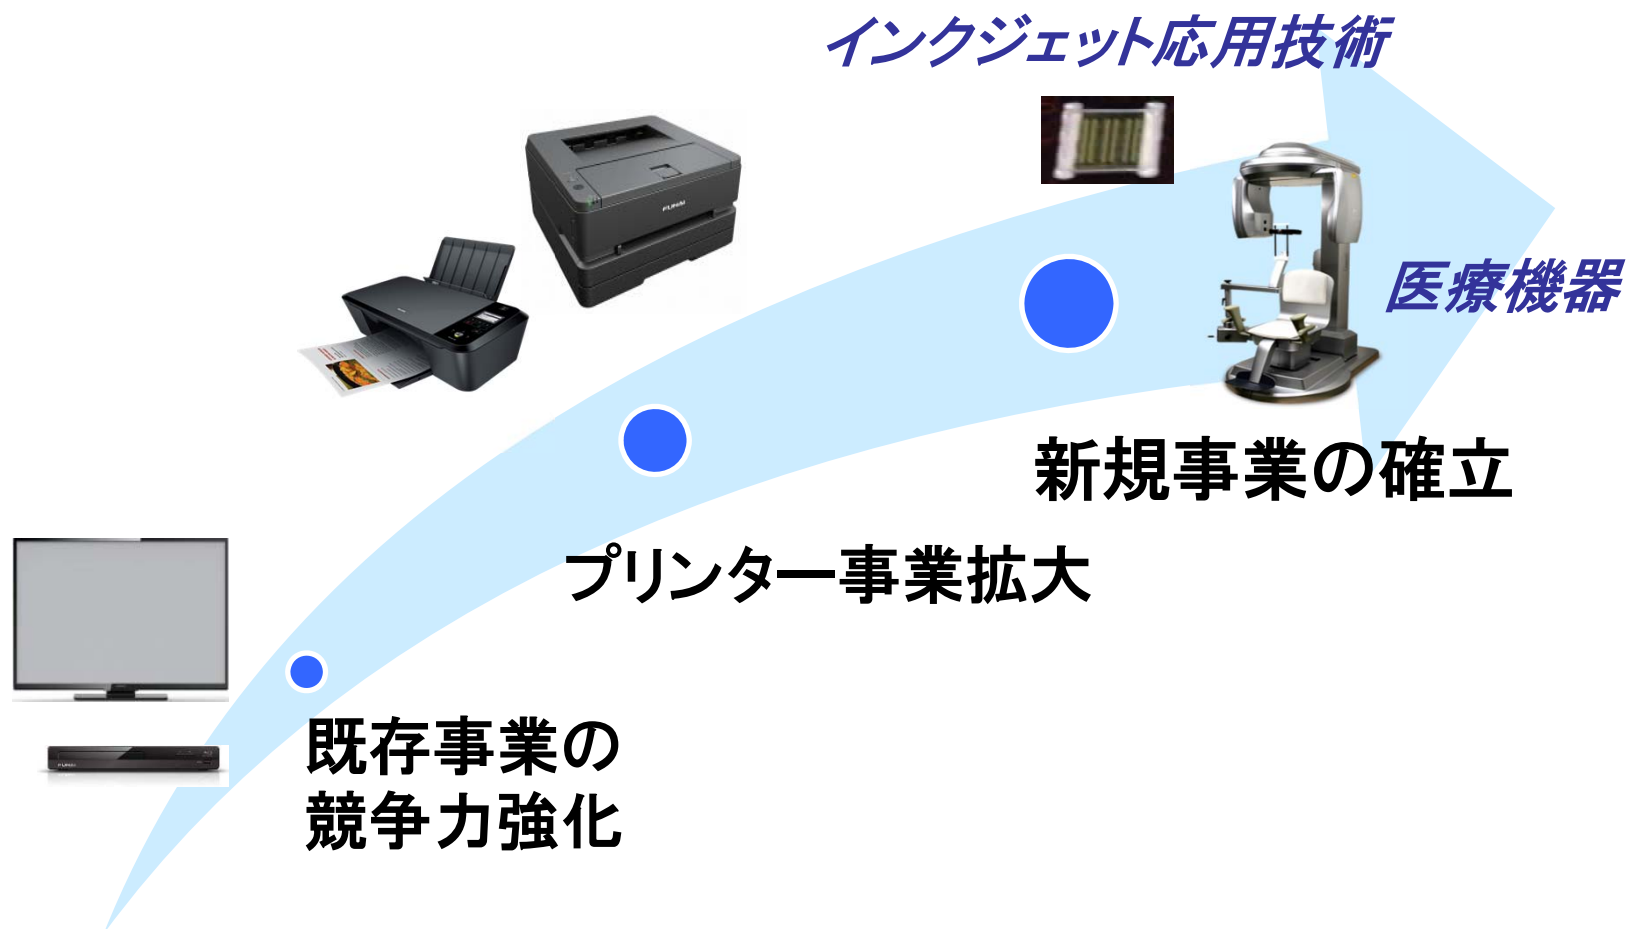 インクジェット応用技術
FUNAI
医療機器
新規事業の確立
プリンター事業拡大
既存事業の
競争力強化
FUNAI